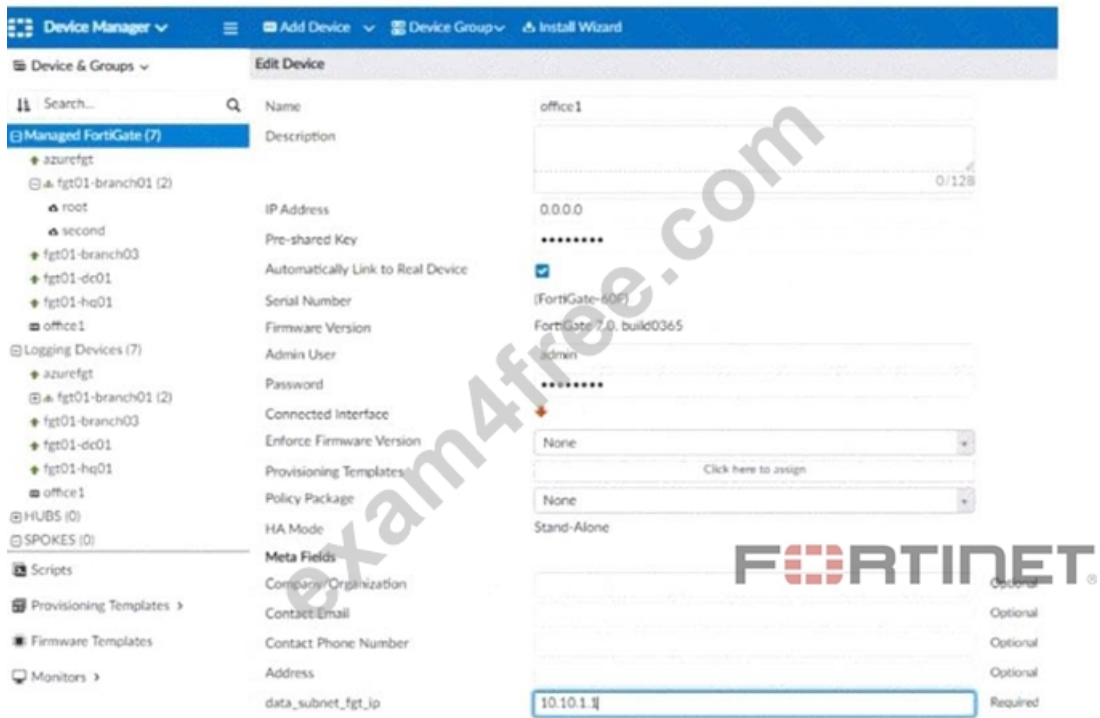 Device Manager
Add Device
Device Group
Install Wizard
Device & Groups
Edit Device
Search...
Name
office1
Managed FortiGate (7)
Description
azurefgt
0/128
fgt01-branch01 (2)
root
IP Address
0.0.0.0
second
Pre-shared Key
••••••••
fgt01-branch03
Automatically Link to Real Device
fgt01-dc01
fgt01-hq01
Serial Number
(FortiGate-60F)
office1
Firmware Version
FortiGate 7.0, build0365
Logging Devices (7)
Admin User
admin
azurefgt
Password
••••••••
fgt01-branch01 (2)
Connected Interface
fgt01-branch03
Enforce Firmware Version
None
fgt01-dc01
fgt01-hq01
Provisioning Templates
Click here to assign
office1
Policy Package
None
HUBS (0)
HA Mode
Stand-Alone
SPOKES (0)
Meta Fields
Scripts
Company/Organization
Optional
Provisioning Templates >
Contact Email
Optional
Firmware Templates
Contact Phone Number
Optional
Monitors >
Address
Optional
data_subnet_fgt_ip
10.10.1.1
Required
exam4free.com
FORTINET